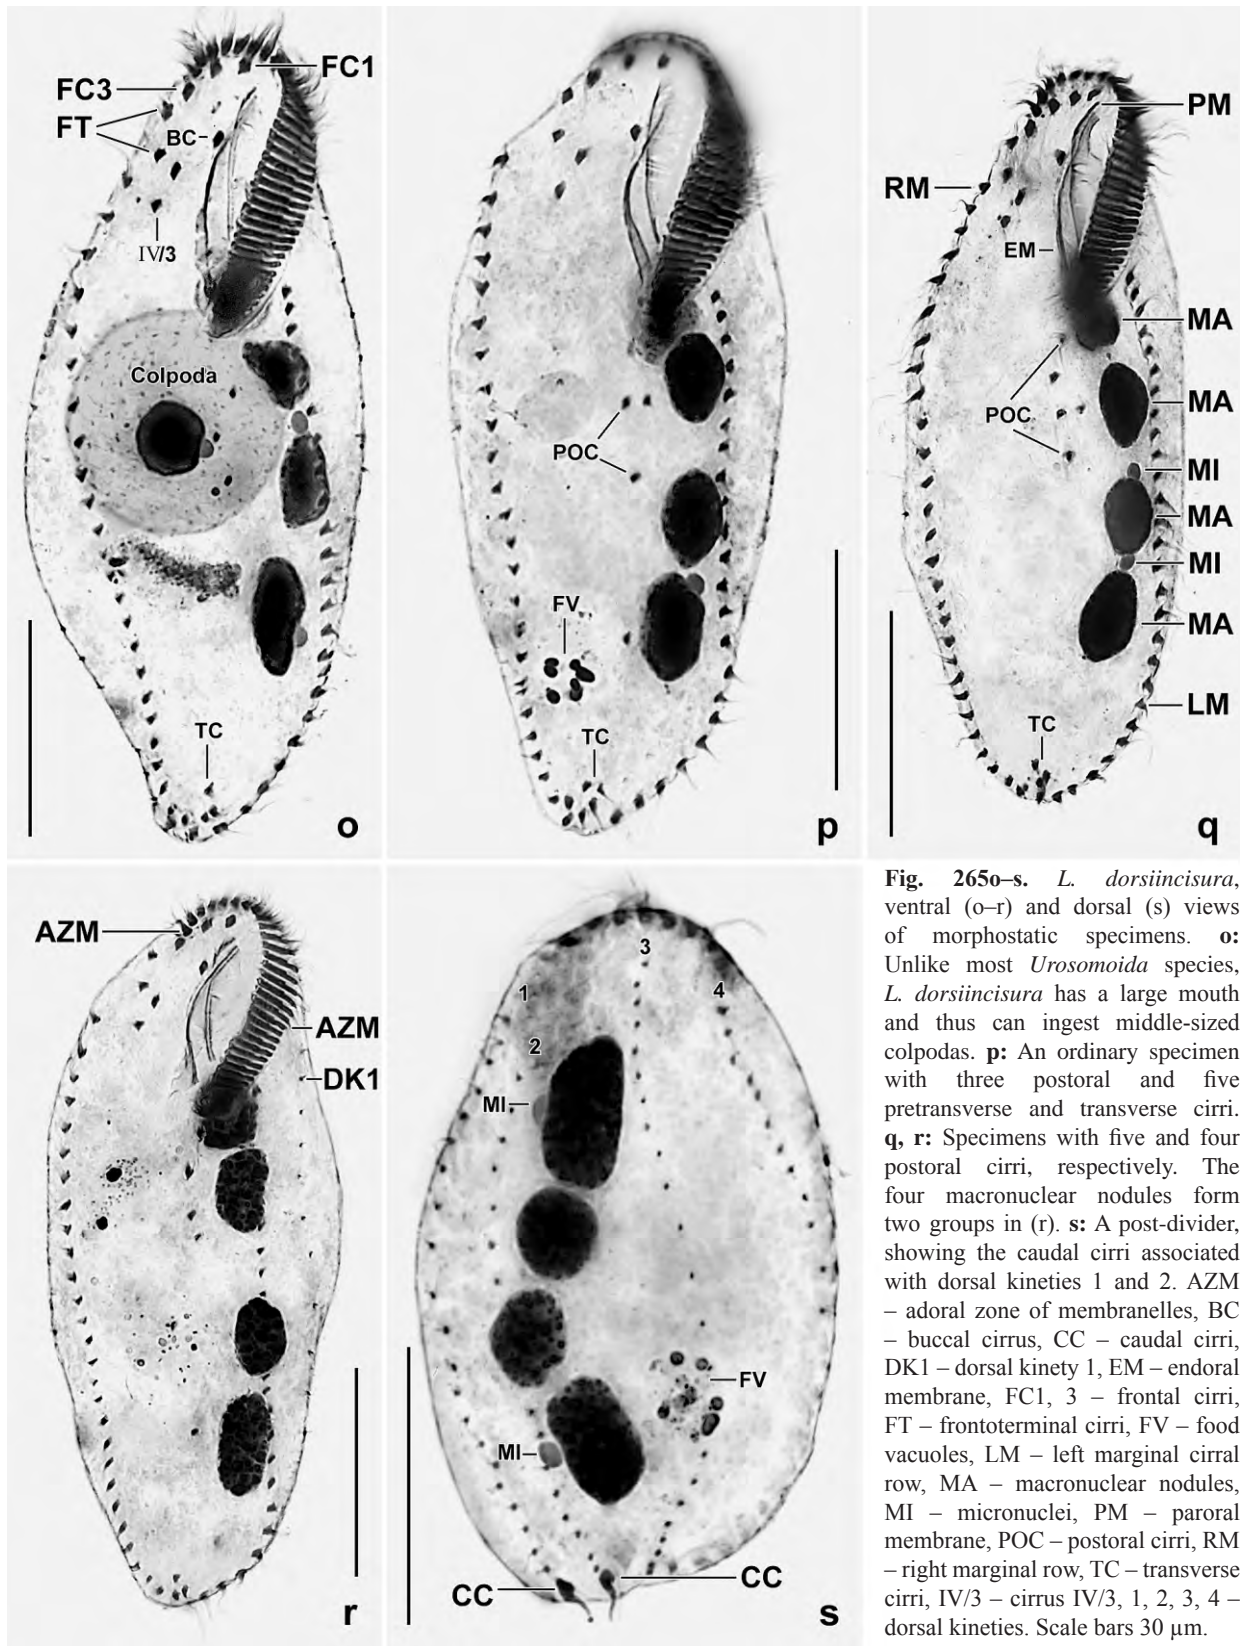 FC1
FC3
FT
BC
IV/3
Colpoda
TC
o
POC
FV
TC
p
PM
RM
EM
MA
MA
POC
MI
MA
MI
MA
LM
TC
q
AZM
AZM
DK1
r
3
1
4
2
MI
FV
MI
CC
CC
s
Fig. 265o–s. L. dorsiincisura,
ventral (o–r) and dorsal (s) views
of morphostatic specimens. o:
Unlike most Urosomoida species,
L. dorsiincisura has a large mouth
and thus can ingest middle-sized
colpodas. p: An ordinary specimen
with three postoral and five
pretransverse and transverse cirri.
q, r: Specimens with five and four
postoral cirri, respectively. The
four macronuclear nodules form
two groups in (r). s: A post-divider,
showing the caudal cirri associated
with dorsal kineties 1 and 2. AZM
– adoral zone of membranelles, BC
– buccal cirrus, CC – caudal cirri,
DK1 – dorsal kinety 1, EM – endoral
membrane, FC1, 3 – frontal cirri,
FT – frontoterminal cirri, FV – food
vacuoles, LM – left marginal cirral
row, MA – macronuclear nodules,
MI – micronuclei, PM – paroral
membrane, POC – postoral cirri, RM
– right marginal row, TC – transverse
cirri, IV/3 – cirrus IV/3, 1, 2, 3, 4 –
dorsal kineties. Scale bars 30 µm.